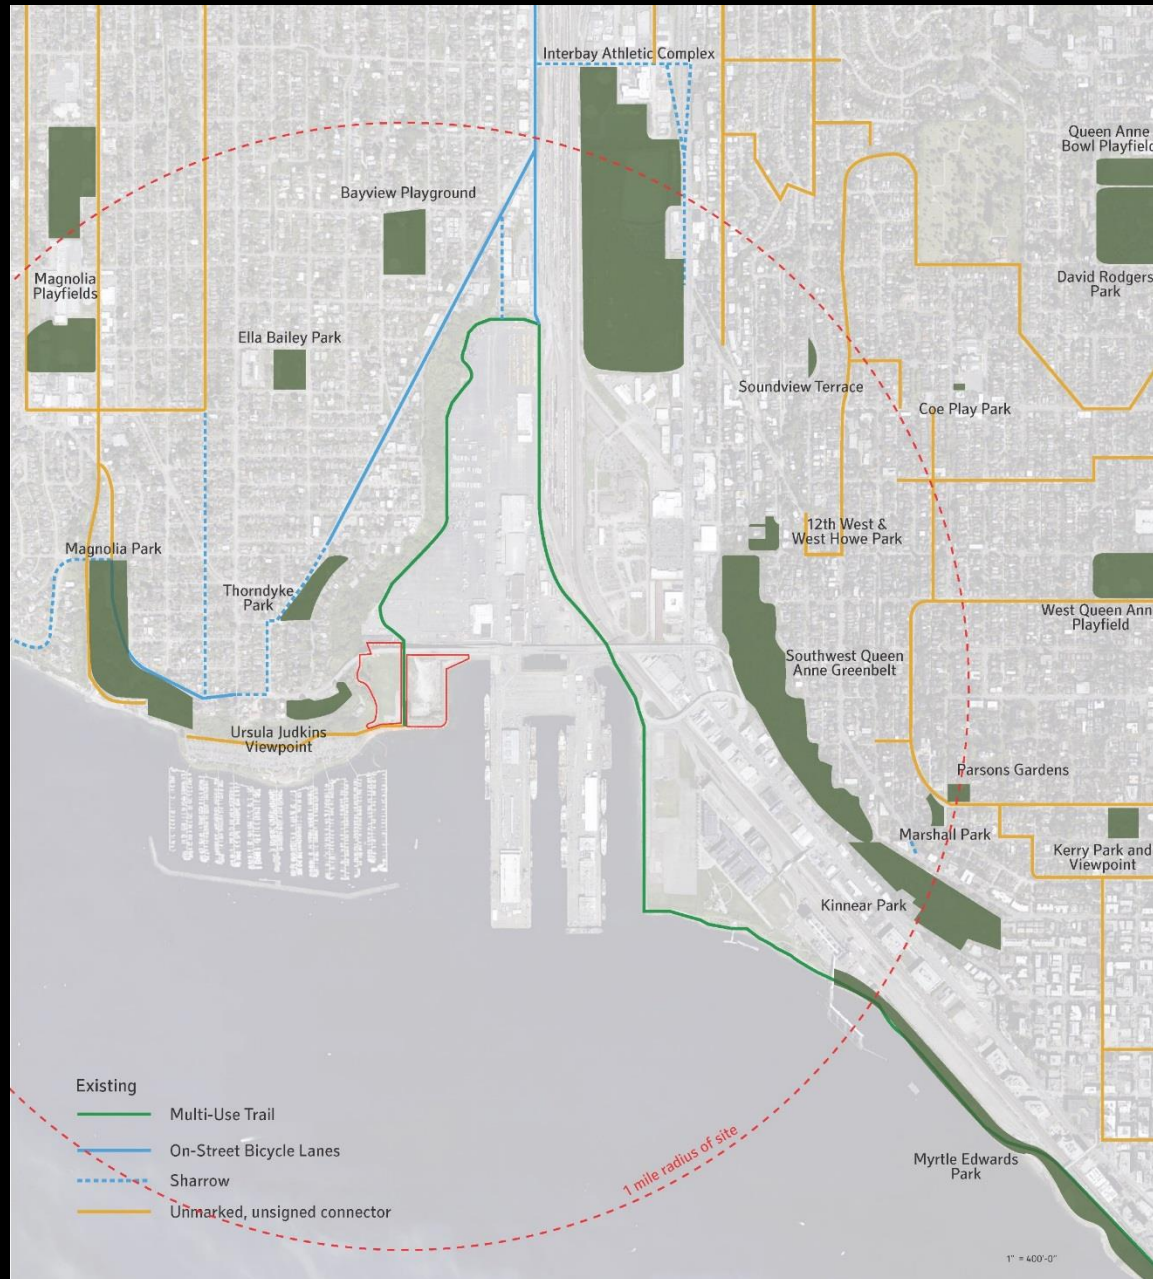 Interbay Athletic Complex
Queen Anne
Bowl Playfield
Bayview Playground
Magnolia
Playfields
David Rodgers
Park
Ella Bailey Park
Soundview Terrace
Coe Play Park
12th West &
West Howe Park
Magnolia Park
Thorndyke
Park
West Queen Ann
Playfield
Southwest Queen
Anne Greenbelt
Ursula Judkins
Viewpoint
Parsons Gardens
Marshall Park
Kerry Park and
Viewpoint
Kinnear Park
Existing
Multi-Use Trail
On-Street Bicycle Lanes
Sharrow
Unmarked, unsigned connector
1 mile radius of site
Myrtle Edwards
Park
1" = 400'-0"